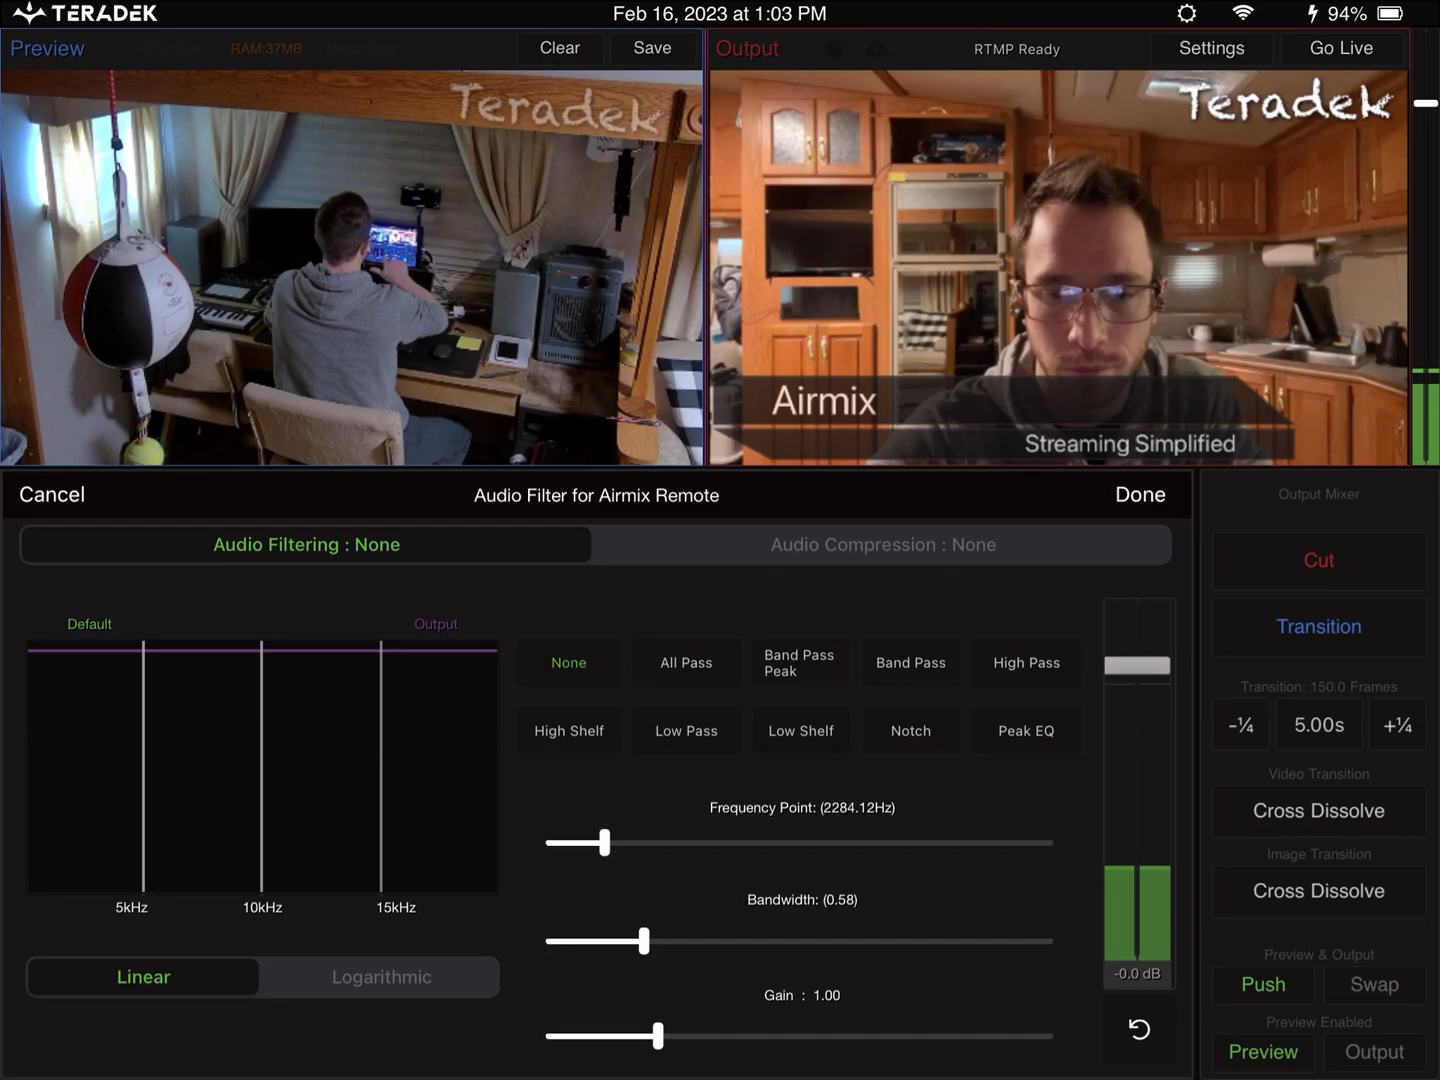 TERADEK
Feb 16, 2023 at 1:03 PM
94%
Preview
RAM:37MB
Clear
Save
Output
RTMP Ready
Settings
Go Live
Teradek
Teradek
Airmix
Streaming Simplified
Cancel
Audio Filter for Airmix Remote
Done
Audio Filtering : None
Audio Compression : None
Default
Output
5kHz
10kHz
15kHz
Linear
Logarithmic
None
All Pass
Band Pass
Peak
Band Pass
High Pass
High Shelf
Low Pass
Low Shelf
Notch
Peak EQ
Frequency Point: (2284.12Hz)
Bandwidth: (0.58)
Gain : 1.00
-0.0 dB
Output Mixer
Cut
Transition
Transition: 150.0 Frames
-¼
5.00s
+¼
Video Transition
Cross Dissolve
Image Transition
Cross Dissolve
Preview & Output
Push
Swap
Preview Enabled
Preview
Output